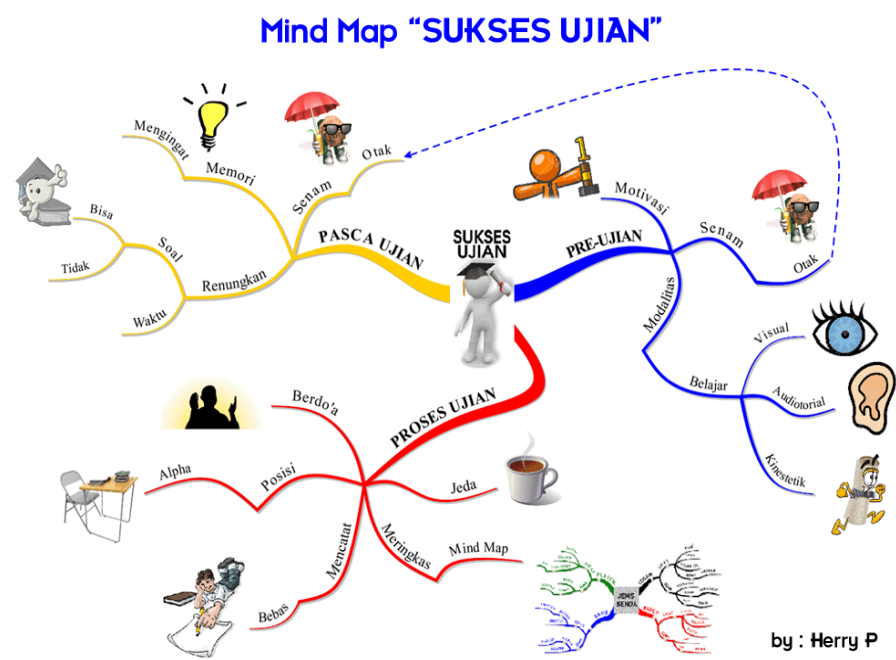 Mind Map “SUKSES UJIAN”
SUKSES
UJIAN
PRE-UJIAN
Motivasi
Senam
Otak
Modalitas
Belajar
Visual
Audiotorial
Kinestetik
PROSES UJIAN
Jeda
Meringkas
Mind Map
Mencatat
Bebas
Posisi
Alpha
Berdo'a
PASCA UJIAN
Renungkan
Waktu
Soal
Tidak
Bisa
Memori
Mengingat
Senam
Otak
JENIS
BENDA
by : Herry P